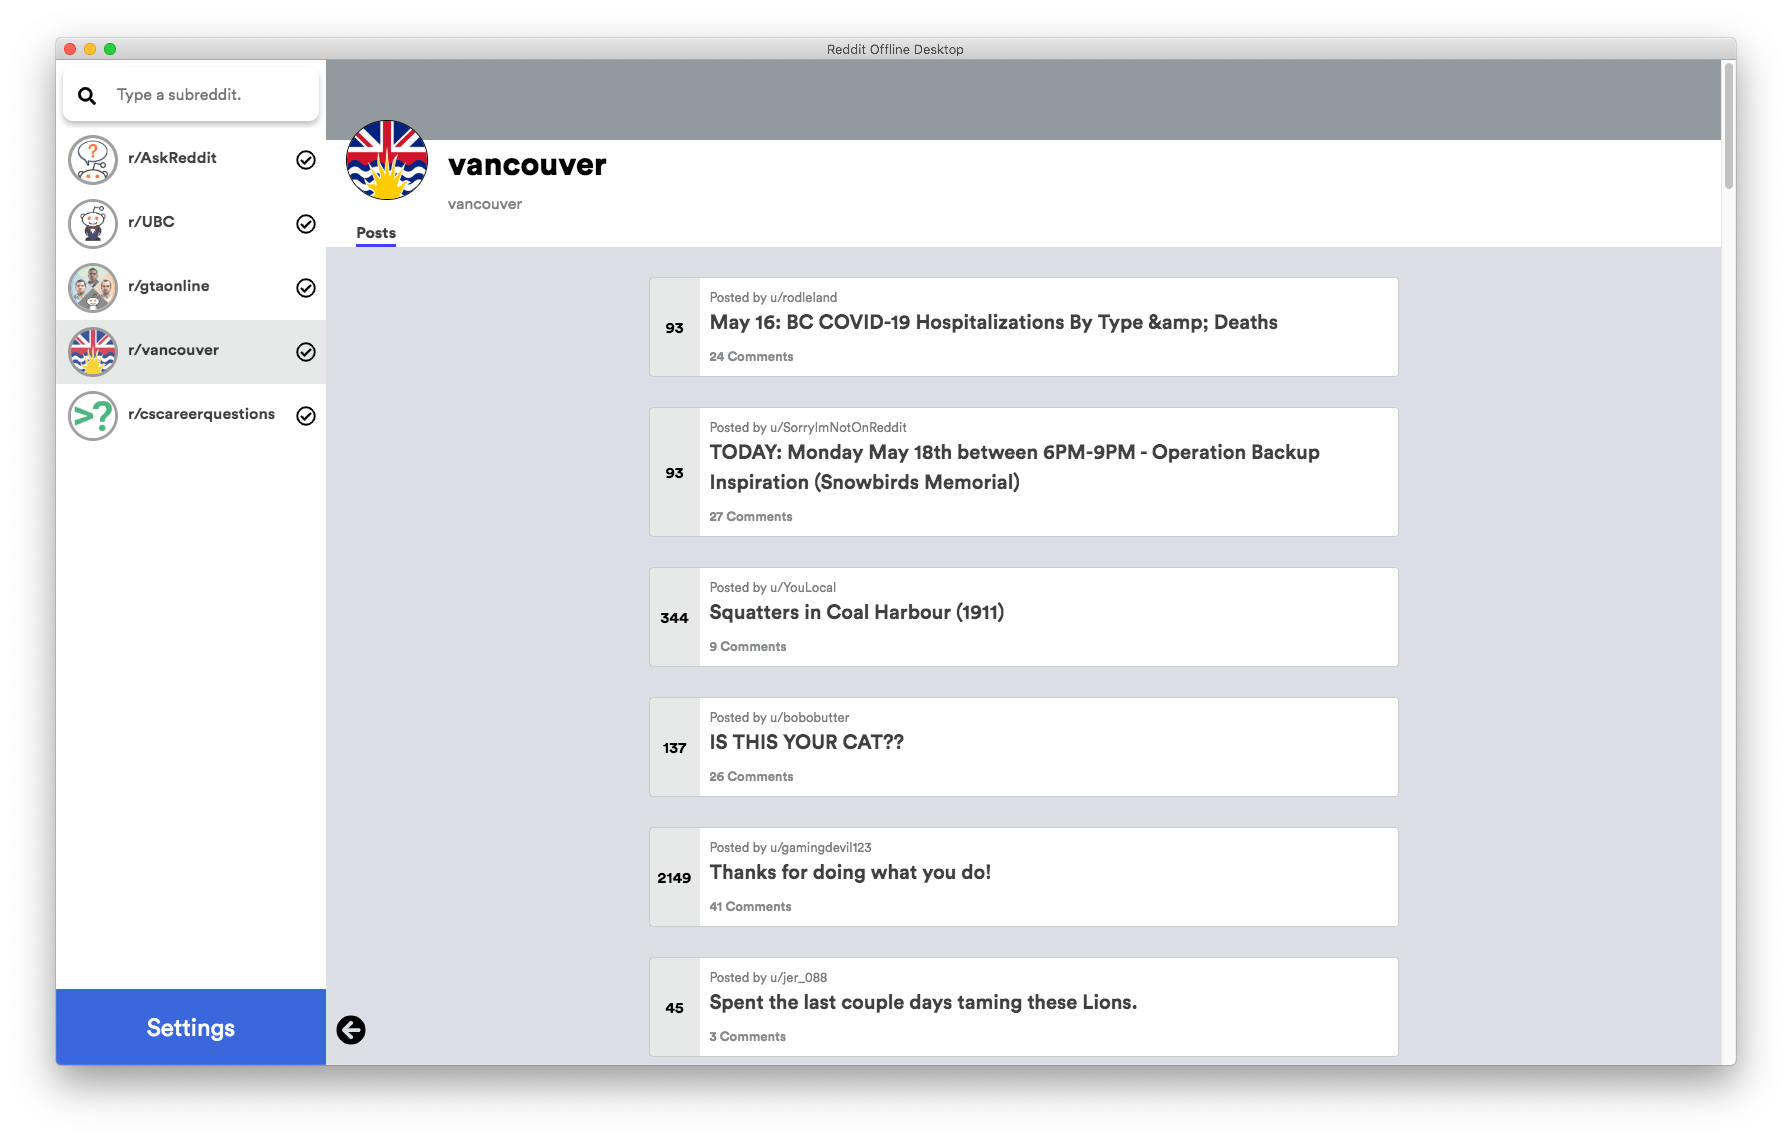 Reddit Offline Desktop
Type a subreddit.
r/AskReddit
r/UBC
r/gtaonline
r/vancouver
>?
r/cscareerquestions
Settings
vancouver
vancouver
Posts
93
Posted by u/rodleland
May 16: BC COVID-19 Hospitalizations By Type &amp; Deaths
24 Comments
93
Posted by u/SorryImNotOnReddit
TODAY: Monday May 18th between 6PM-9PM - Operation Backup
Inspiration (Snowbirds Memorial)
27 Comments
344
Posted by u/YouLocal
Squatters in Coal Harbour (1911)
9 Comments
137
Posted by u/bobobutter
IS THIS YOUR CAT??
26 Comments
2149
Posted by u/gamingdevil123
Thanks for doing what you do!
41 Comments
45
Posted by u/jer_088
Spent the last couple days taming these Lions.
3 Comments